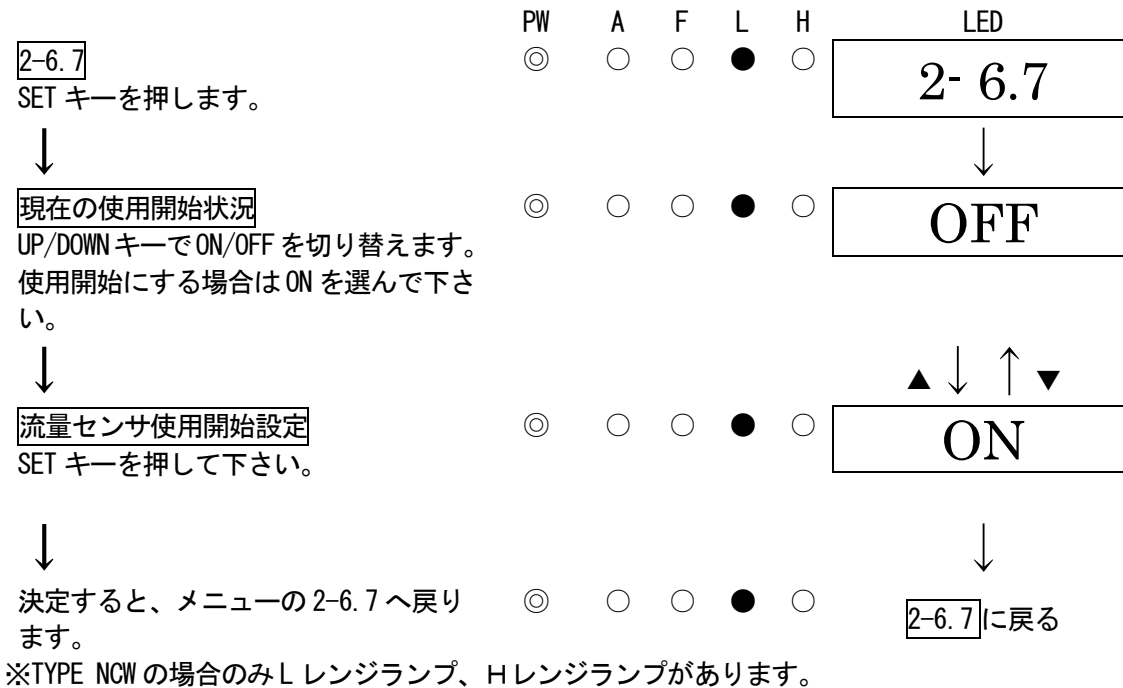 PW A F L H LED
2-6.7 ◎ ○ ○ ● ○ 2- 6.7
SET キーを押します。
↓ ↓
現在の使用開始状況 ◎ ○ ○ ● ○ OFF
UP/DOWN キーで ON/OFF を切り替えます。
使用開始にする場合は ON を選んで下さ
い。
↓ ▲ ↓ ↑ ▼
流量センサ使用開始設定 ◎ ○ ○ ● ○ ON
SET キーを押して下さい。
↓ ↓
決定すると、メニューの 2-6.7 へ戻り ◎ ○ ○ ● ○ 2-6.7 に戻る
ます。
※TYPE NCW の場合のみ L レンジランプ、H レンジランプがあります。